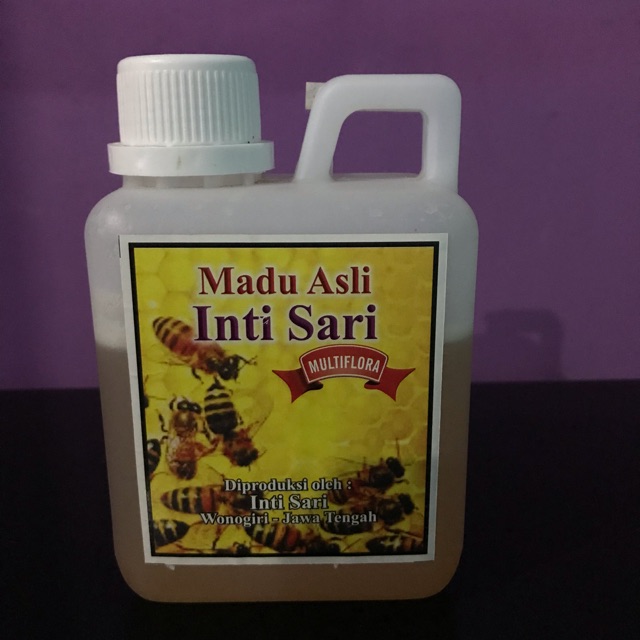 Madu Asli
Inti Sari
MULTIFLORA
Diproduksi oleh :
Inti Sari
Wonogiri - Jawa Tengah